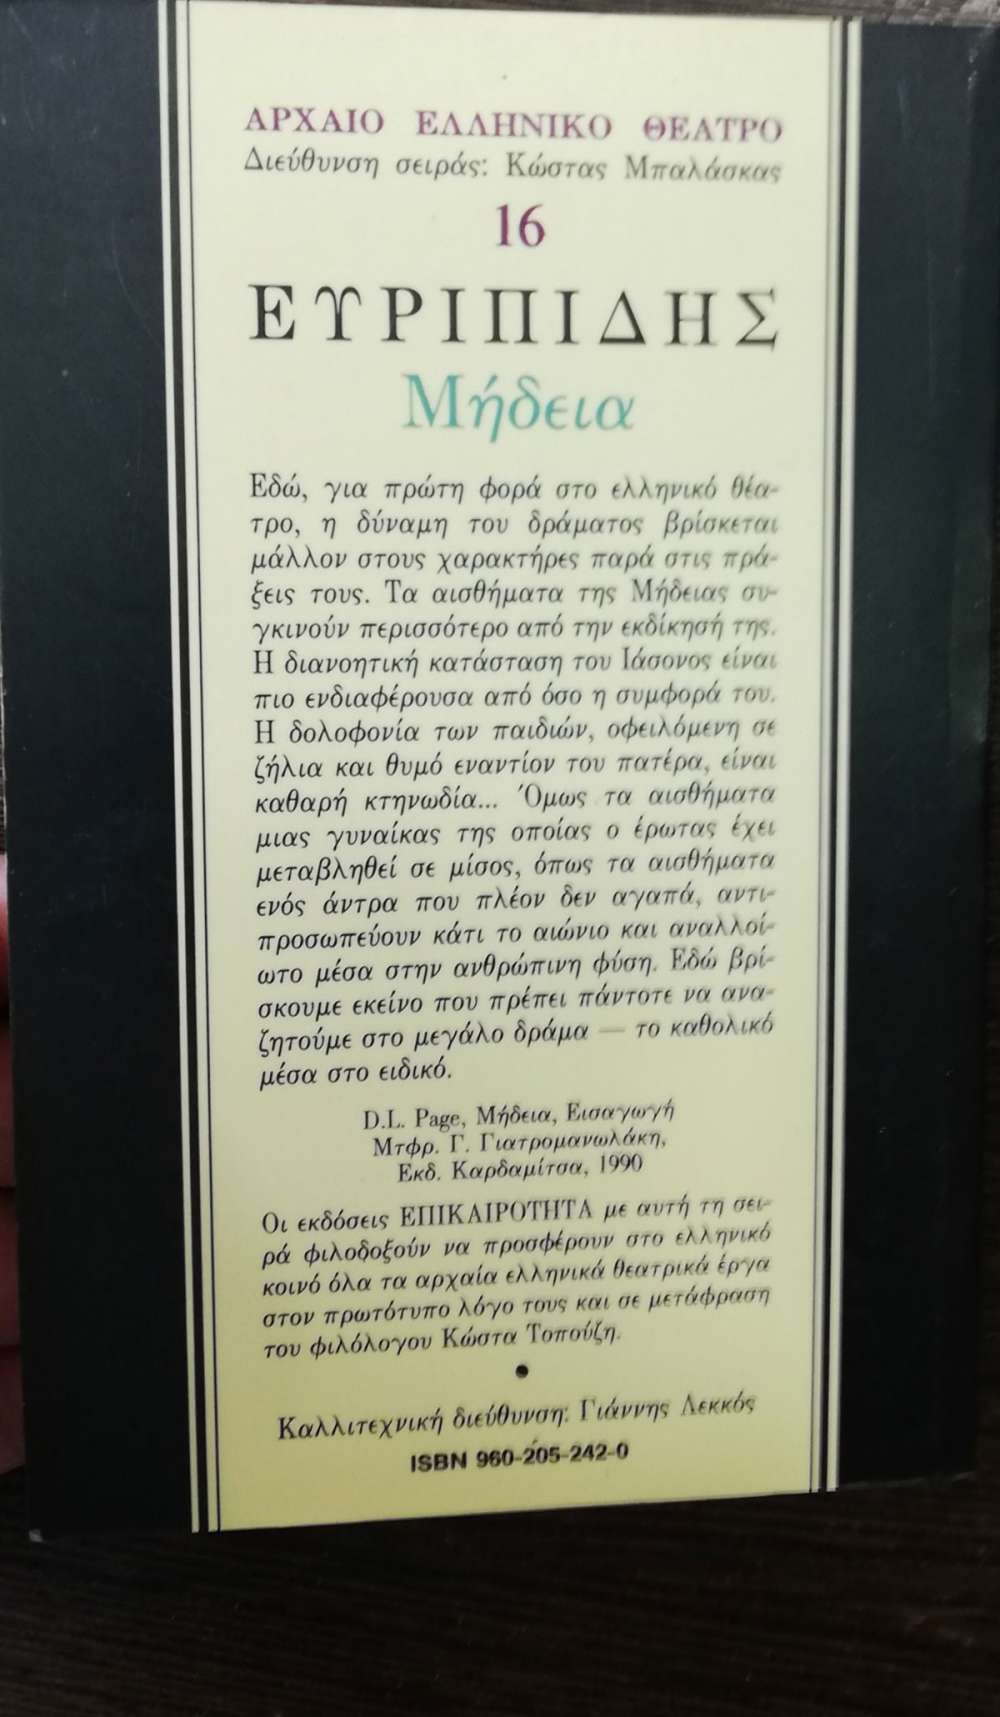 ΑΡΧΑΙΟ ΕΛΛΗΝΙΚΟ ΘΕΑΤΡΟ
Διεύθυνση σειράς: Κώστας Μπαλάσκας
16
ΕΥΡΙΠΙΔΗΣ
Μήδεια
Εδώ, για πρώτη φορά στο ελληνικό θέα-
τρο, η δύναμη του δράματος βρίσκεται
μάλλον στους χαρακτήρες παρά στις πρά-
ξεις τους. Τα αισθήματα της Μήδειας συ-
γκινούν περισσότερο από την εκδίκησή της.
Η διανοητική κατάσταση του Ιάσονος είναι
πιο ενδιαφέρουσα από όσο η συμφορά του.
Η δολοφονία των παιδιών, οφειλόμενη σε
ζήλια και θυμό εναντίον του πατέρα, είναι
καθαρή κτηνωδία... Όμως τα αισθήματα
μιας γυναίκας της οποίας ο έρωτας έχει
μεταβληθεί σε μίσος, όπως τα αισθήματα
ενός άντρα που πλέον δεν αγαπά, αντι-
προσωπεύουν κάτι το αιώνιο και αναλλοί-
ωτο μέσα στην ανθρώπινη φύση. Εδώ βρί-
σκουμε εκείνο που πρέπει πάντοτε να ανα-
ζητούμε στο μεγάλο δράμα — το καθολικό
μέσα στο ειδικό.
D.L. Page, Μήδεια, Εισαγωγή
Μτφρ. Γ. Γιατρομανωλάκη,
Εκδ. Καρδαμίτσα, 1990
Οι εκδόσεις ΕΠΙΚΑΙΡΟΤΗΤΑ με αυτή τη σει-
ρά φιλοδοξούν να προσφέρουν στο ελληνικό
κοινό όλα τα αρχαία ελληνικά θεατρικά έργα
στον πρωτότυπο λόγο τους και σε μετάφραση
του φιλόλογου Κώστα Τοπούζη.
•
Καλλιτεχνική διεύθυνση: Γιάννης Λεκκός
ISBN 960-205-242-0